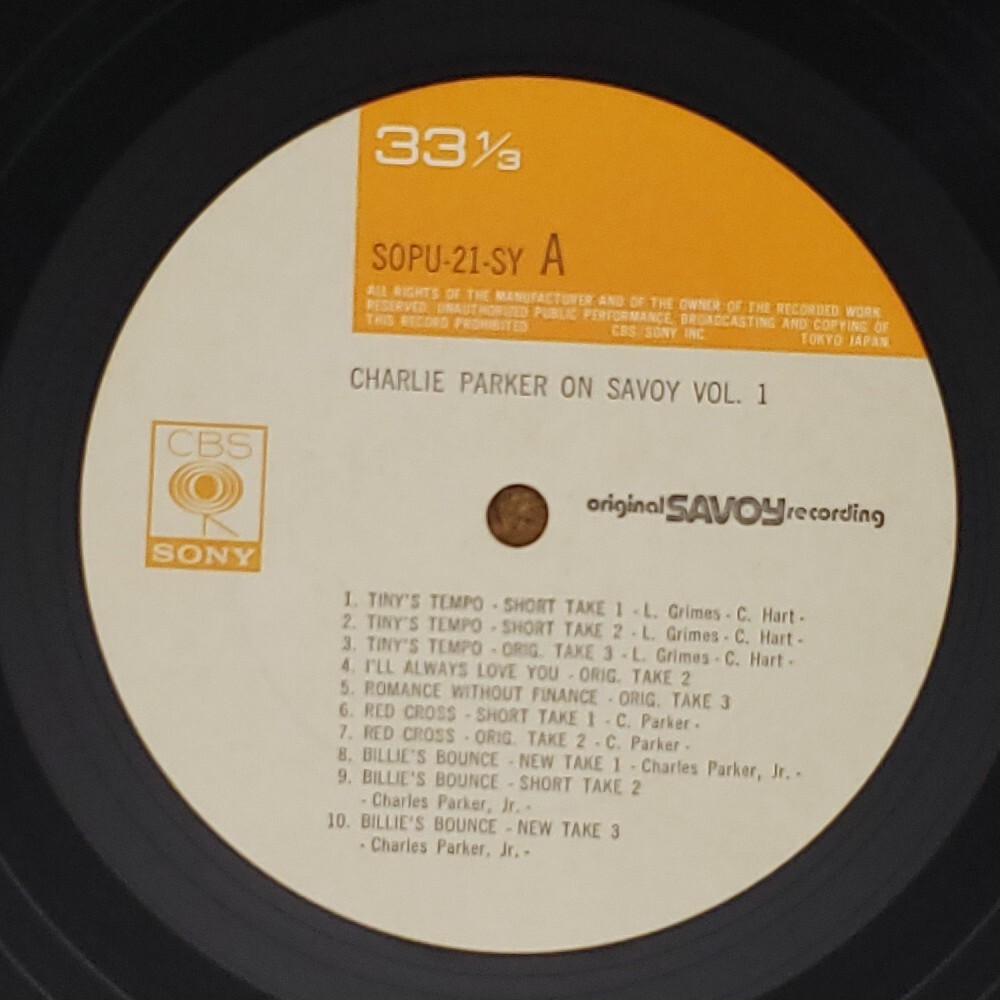 33 1/3
SOPU-21-SY A
ALL RIGHTS OF THE MANUFACTURER AND OF THE OWNER OF THE RECORDED WORK
RESERVED. UNAUTHORIZED PUBLIC PERFORMANCE, BROADCASTING AND COPYING OF
THIS RECORD PROHIBITED CBS/SONY INC. TOKYO JAPAN
CHARLIE PARKER ON SAVOY VOL. 1
CBS
SONY
original SAVOY recording
1. TINY'S TEMPO - SHORT TAKE 1 - L. Grimes - C. Hart -
2. TINY'S TEMPO - SHORT TAKE 2 - L. Grimes - C. Hart -
3. TINY'S TEMPO - ORIG. TAKE 3 - L. Grimes - C. Hart -
4. I'LL ALWAYS LOVE YOU - ORIG. TAKE 2
5. ROMANCE WITHOUT FINANCE - ORIG. TAKE 3
6. RED CROSS - SHORT TAKE 1 - C. Parker -
7. RED CROSS - ORIG. TAKE 2 - C. Parker -
8. BILLIE'S BOUNCE - NEW TAKE 1 - Charles Parker, Jr. -
9. BILLIE'S BOUNCE - SHORT TAKE 2
- Charles Parker, Jr. -
10. BILLIE'S BOUNCE - NEW TAKE 3
- Charles Parker, Jr. -